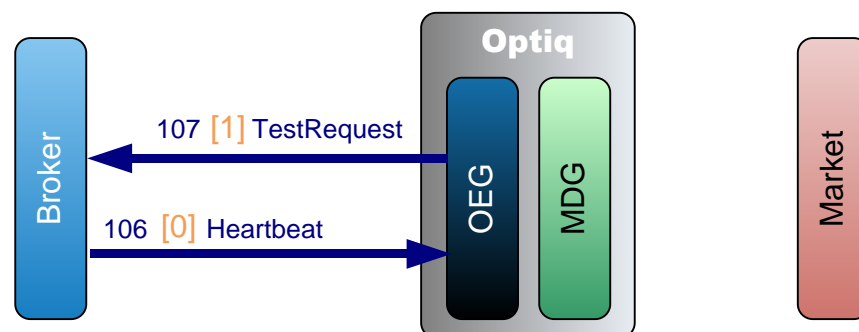 Optiq
Broker
107 [1] TestRequest
106 [0] Heartbeat
OEG
MDG
Market